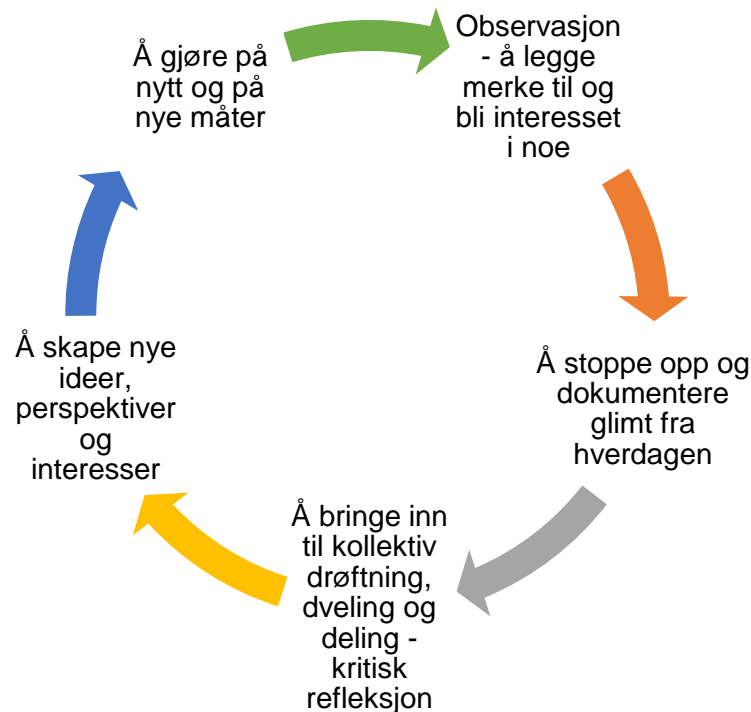 Observasjon
- å legge
merke til og
bli interesset
i noe
Å stoppe opp og
dokumentere
glimt fra
hverdagen
Å bringe inn
til kollektiv
drøftning,
dveling og
deling -
kritisk
refleksjon
Å skape nye
ideer,
perspektiver
og
interesser
Å gjøre på
nytt og på
nye måter